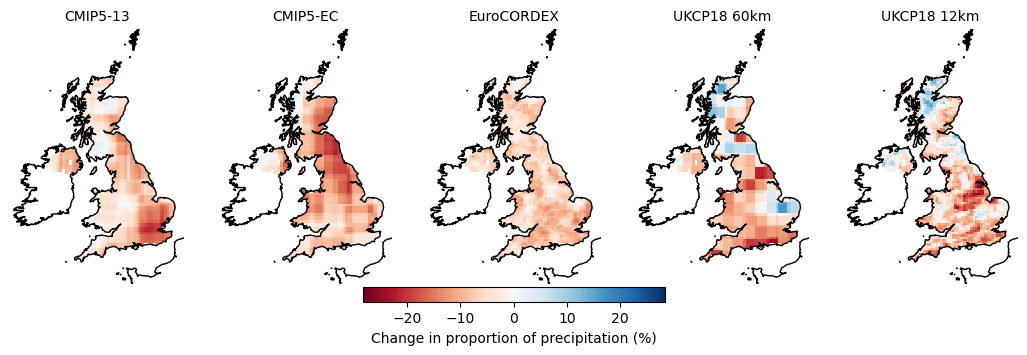 CMIP5-13 CMIP5-EC EuroCORDEX UKCP18 60km UKCP18 12km
−20 −10 0 10 20
Change in proportion of precipitation (%)